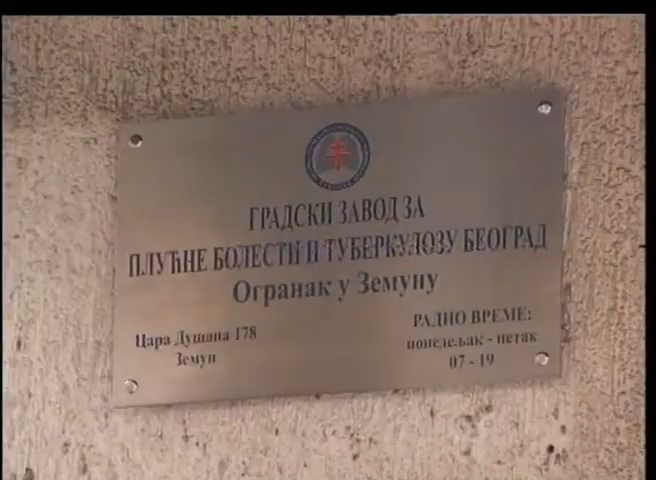 ГРАДСКИ ЗАВОД ЗА
ПЛУЋНЕ БОЛЕСТИ И ТУБЕРКУЛОЗУ БЕОГРАД
Огранак у Земуну
Цара Душана 178
Земун
РАДНО ВРЕМЕ:
понедељак - петак
07 - 19